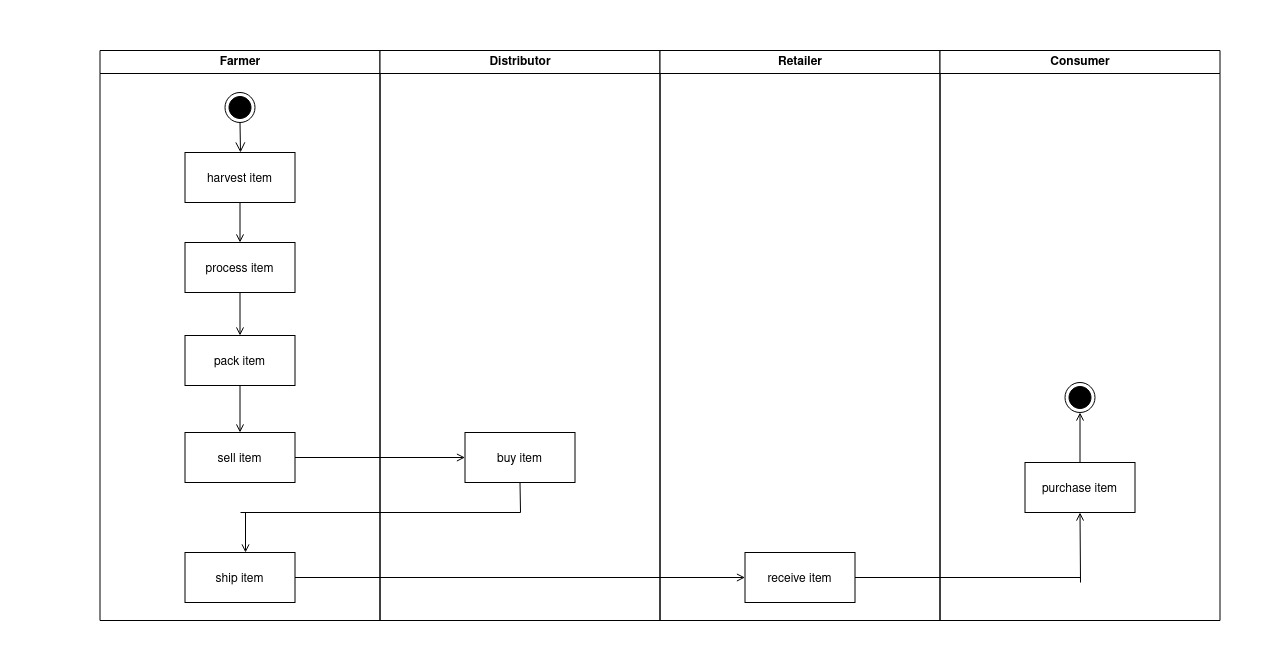 Farmer
Distributor
Retailer
Consumer
harvest item
process item
pack item
sell item
buy item
purchase item
ship item
receive item